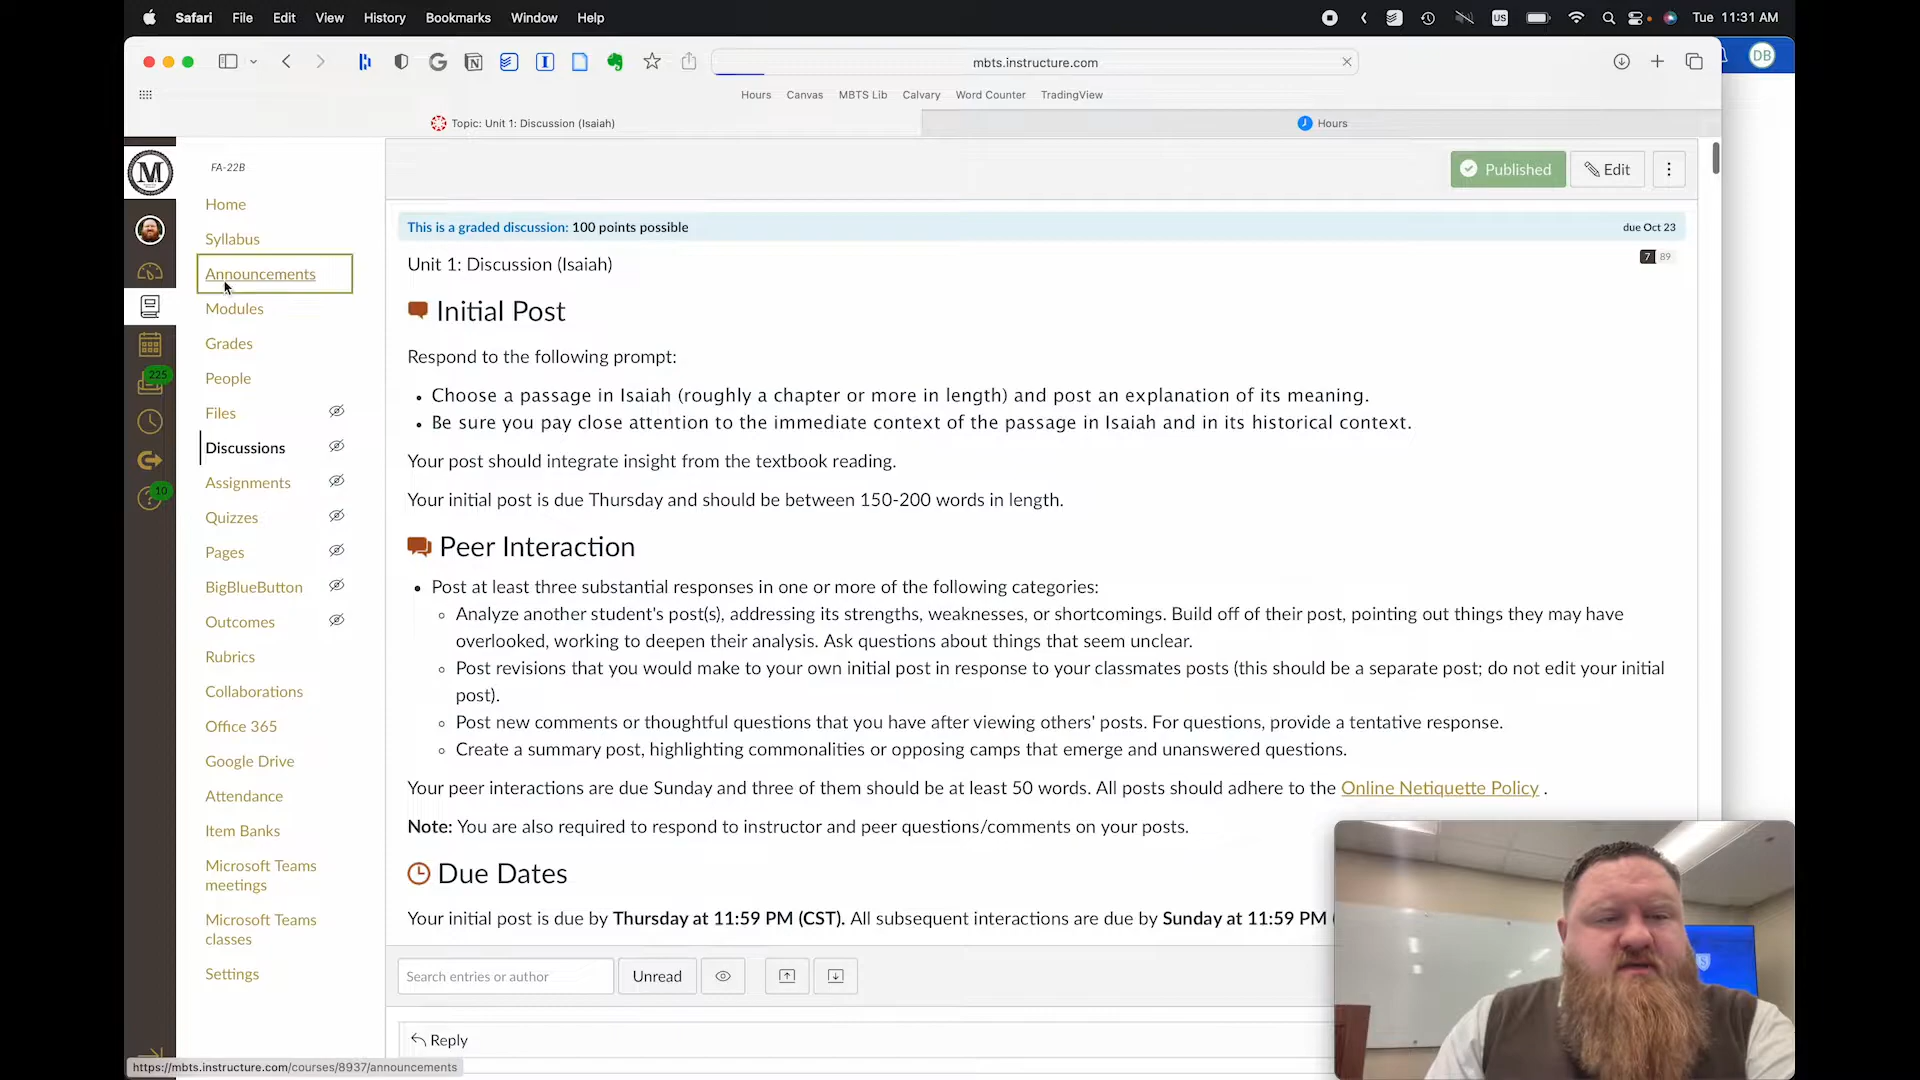 Safari File Edit View History Bookmarks Window Help
US
Tue 11:31 AM
mbts.instructure.com
DB
Hours Canvas MBTS Lib Calvary Word Counter TradingView
Topic: Unit 1: Discussion (Isaiah)
Hours
M
225
10
FA-22B
Home
Syllabus
Announcements
Modules
Grades
People
Files
Discussions
Assignments
Quizzes
Pages
BigBlueButton
Outcomes
Rubrics
Collaborations
Office 365
Google Drive
Attendance
Item Banks
Microsoft Teams
meetings
Microsoft Teams
classes
Settings
Published
Edit
This is a graded discussion: 100 points possible
due Oct 23
Unit 1: Discussion (Isaiah)
7 89
Initial Post
Respond to the following prompt:
• Choose a passage in Isaiah (roughly a chapter or more in length) and post an explanation of its meaning.
• Be sure you pay close attention to the immediate context of the passage in Isaiah and in its historical context.
Your post should integrate insight from the textbook reading.
Your initial post is due Thursday and should be between 150-200 words in length.
Peer Interaction
• Post at least three substantial responses in one or more of the following categories:
◦ Analyze another student's post(s), addressing its strengths, weaknesses, or shortcomings. Build off of their post, pointing out things they may have
overlooked, working to deepen their analysis. Ask questions about things that seem unclear.
◦ Post revisions that you would make to your own initial post in response to your classmates posts (this should be a separate post; do not edit your initial
post).
◦ Post new comments or thoughtful questions that you have after viewing others' posts. For questions, provide a tentative response.
◦ Create a summary post, highlighting commonalities or opposing camps that emerge and unanswered questions.
Your peer interactions are due Sunday and three of them should be at least 50 words. All posts should adhere to the Online Netiquette Policy .
Note: You are also required to respond to instructor and peer questions/comments on your posts.
Due Dates
Your initial post is due by Thursday at 11:59 PM (CST). All subsequent interactions are due by Sunday at 11:59 PM (
Search entries or author
Unread
Reply
https://mbts.instructure.com/courses/8937/announcements